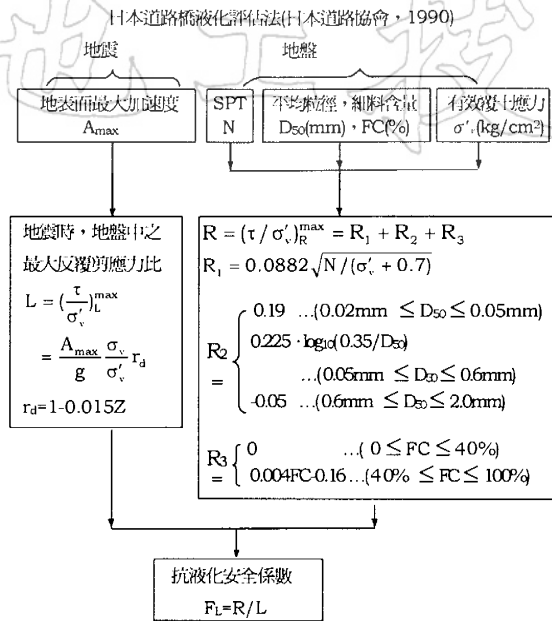 日本道路橋液化評估法(日本道路協會,1990)
地震
地盤
地表面最大加速度
Amax
SPT
N
平均粒徑,細料含量
D50(mm),FC(%)
有效覆土應力
σ'v(kg/cm²)
地震時,地盤中之
最大反覆剪應力比
L = (τ/σ'v)L^max
= Amax/g σv/σ'v rd
rd=1-0.015Z
R = (τ/σ'v)R^max = R1 + R2 + R3
R1 = 0.0882√N/(σ'v + 0.7)
R2 =
0.19 ...(0.02mm ≤ D50 ≤ 0.05mm)
0.225·log10(0.35/D50)
...(0.05mm ≤ D50 ≤ 0.6mm)
-0.05 ...(0.6mm ≤ D50 ≤ 2.0mm)
R3 =
0 ...( 0 ≤ FC ≤ 40%)
0.004FC-0.16...(40% ≤ FC ≤ 100%)
抗液化安全係數
FL=R/L
地工技